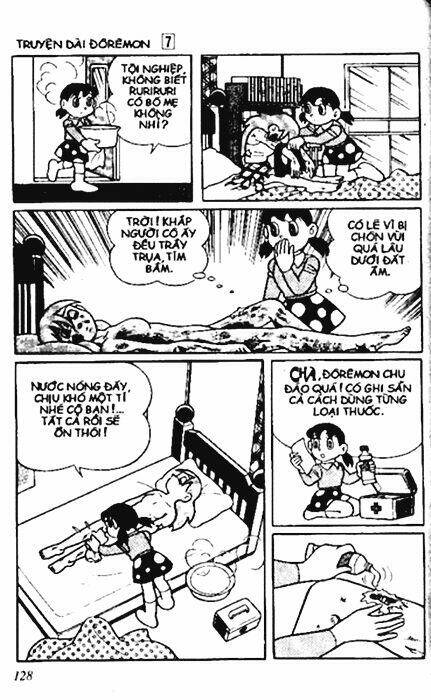 TRUYỆN DÀI ĐÔRÊMON 7
TỘI NGHIỆP,
KHÔNG BIẾT
RURIRURI
CÓ BỐ MẸ
KHÔNG
NHỈ?
TRỜI! KHẮP
NGƯỜI CÔ ẤY
ĐỀU TRẦY
TRỤA, TÍM
BẦM.
CÓ LẼ VÌ BỊ
CHÔN VÙI
QUÁ LÂU
DƯỚI ĐẤT
ẨM.
NƯỚC NÓNG ĐẤY,
CHỊU KHÓ MỘT TÍ
NHÉ CÔ BẠN!...
TẤT CẢ RỒI SẼ
ỔN THÔI!
CHÀ, ĐÔRÊMON CHU
ĐÁO QUÁ! CÓ GHI SẴN
CẢ CÁCH DÙNG TỪNG
LOẠI THUỐC.
128